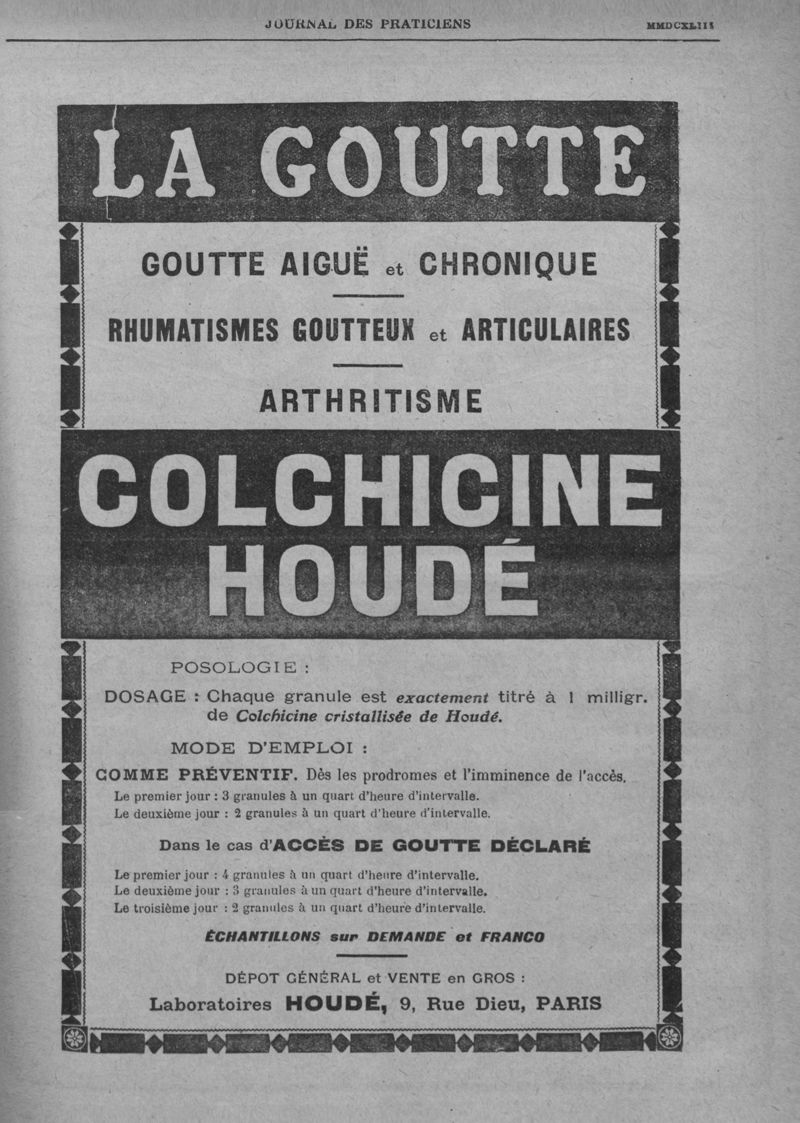 JOURNAL DES PRATICIENS MMDCXLIII
LA GOUTTE
GOUTTE AIGUË et CHRONIQUE
RHUMATISMES GOUTTEUX et ARTICULAIRES
ARTHRITISME
COLCHICINE
HOUDÉ
POSOLOGIE :
DOSAGE : Chaque granule est exactement titré à 1 milligr.
de Colchicine cristallisée de Houdé.
MODE D'EMPLOI :
COMME PRÉVENTIF. Dès les prodromes et l'imminence de l'accès.
Le premier jour : 3 granules à un quart d'heure d'intervalle.
Le deuxième jour : 2 granules à un quart d'heure d'intervalle.
Dans le cas d'ACCÈS DE GOUTTE DÉCLARÉ
Le premier jour : 4 granules à un quart d'heure d'intervalle.
Le deuxième jour : 3 granules à un quart d'heure d'intervalle.
Le troisième jour : 2 granules à un quart d'heure d'intervalle.
ÉCHANTILLONS sur DEMANDE et FRANCO
DÉPOT GÉNÉRAL et VENTE en GROS :
Laboratoires HOUDÉ, 9, Rue Dieu, PARIS